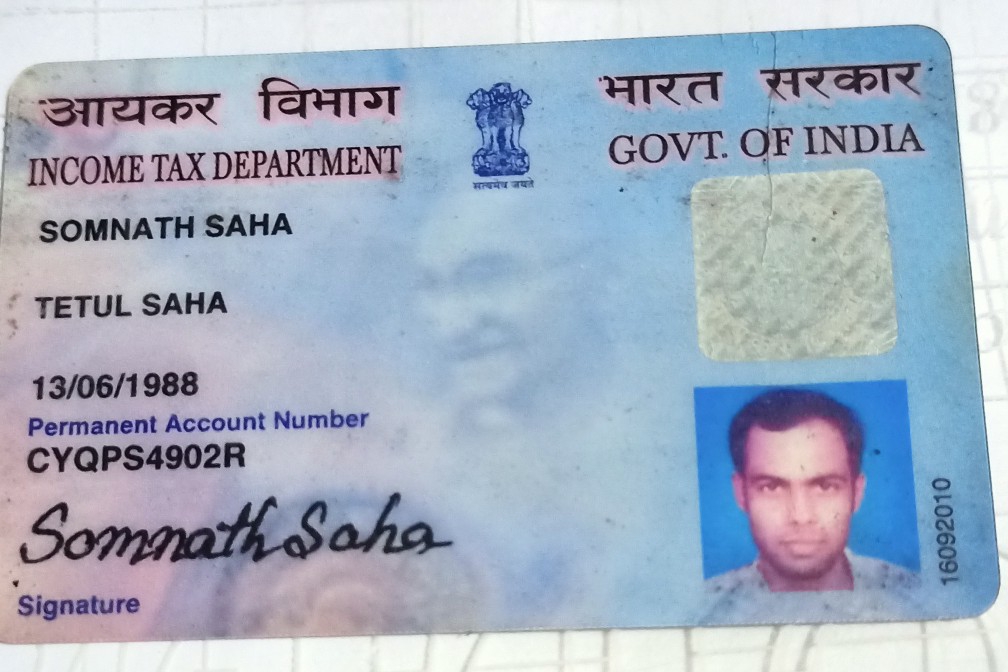 आयकर विभाग
INCOME TAX DEPARTMENT
सत्यमेव जयते
भारत सरकार
GOVT. OF INDIA
SOMNATH SAHA
TETUL SAHA
13/06/1988
Permanent Account Number
CYQPS4902R
Somnath Saha
Signature
16092010